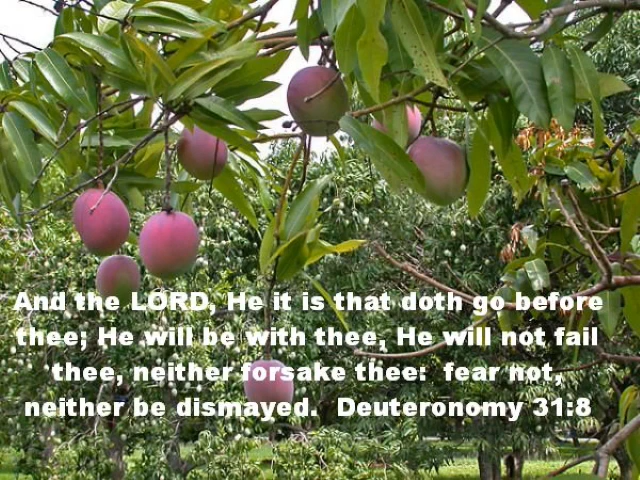 And the LORD, He it is that doth go before
thee; He will be with thee, He will not fail
thee, neither forsake thee:  fear not,
neither be dismayed.  Deuteronomy 31:8